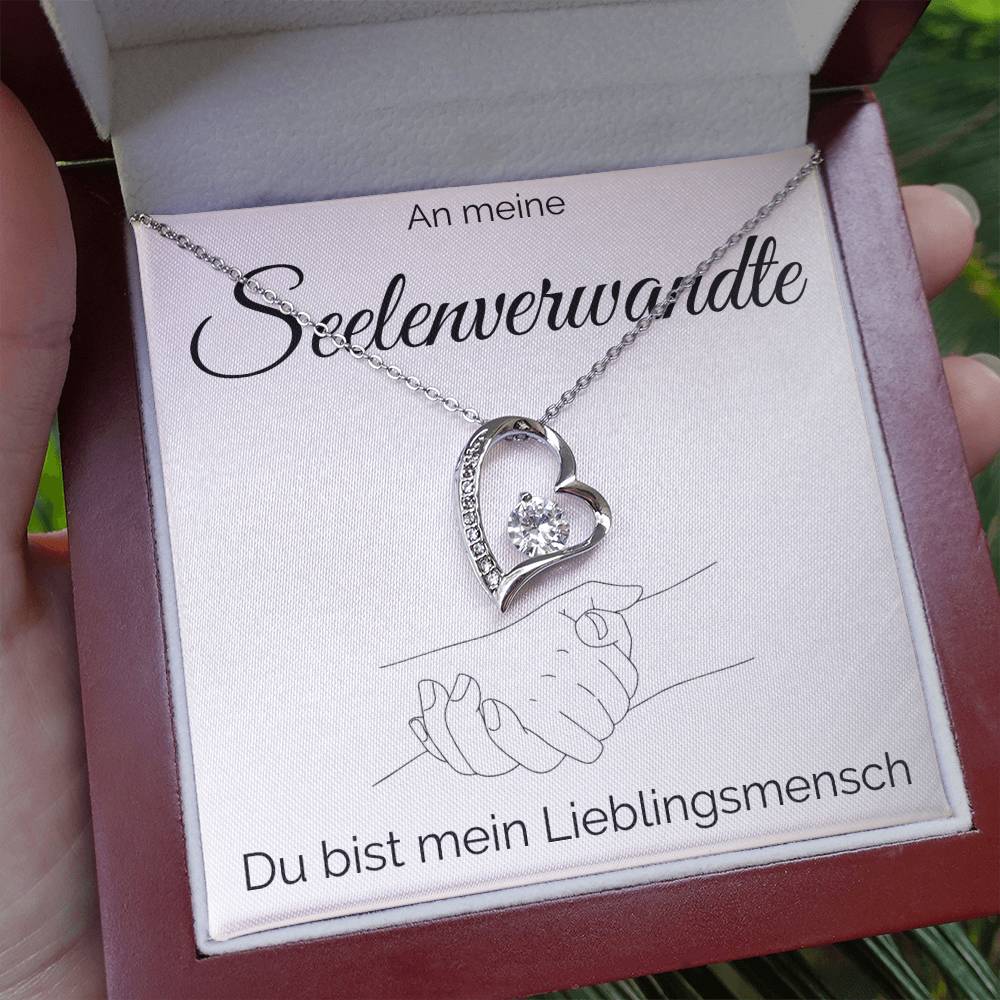 An meine
Seelenverwandte
Du bist mein Lieblingsmensch